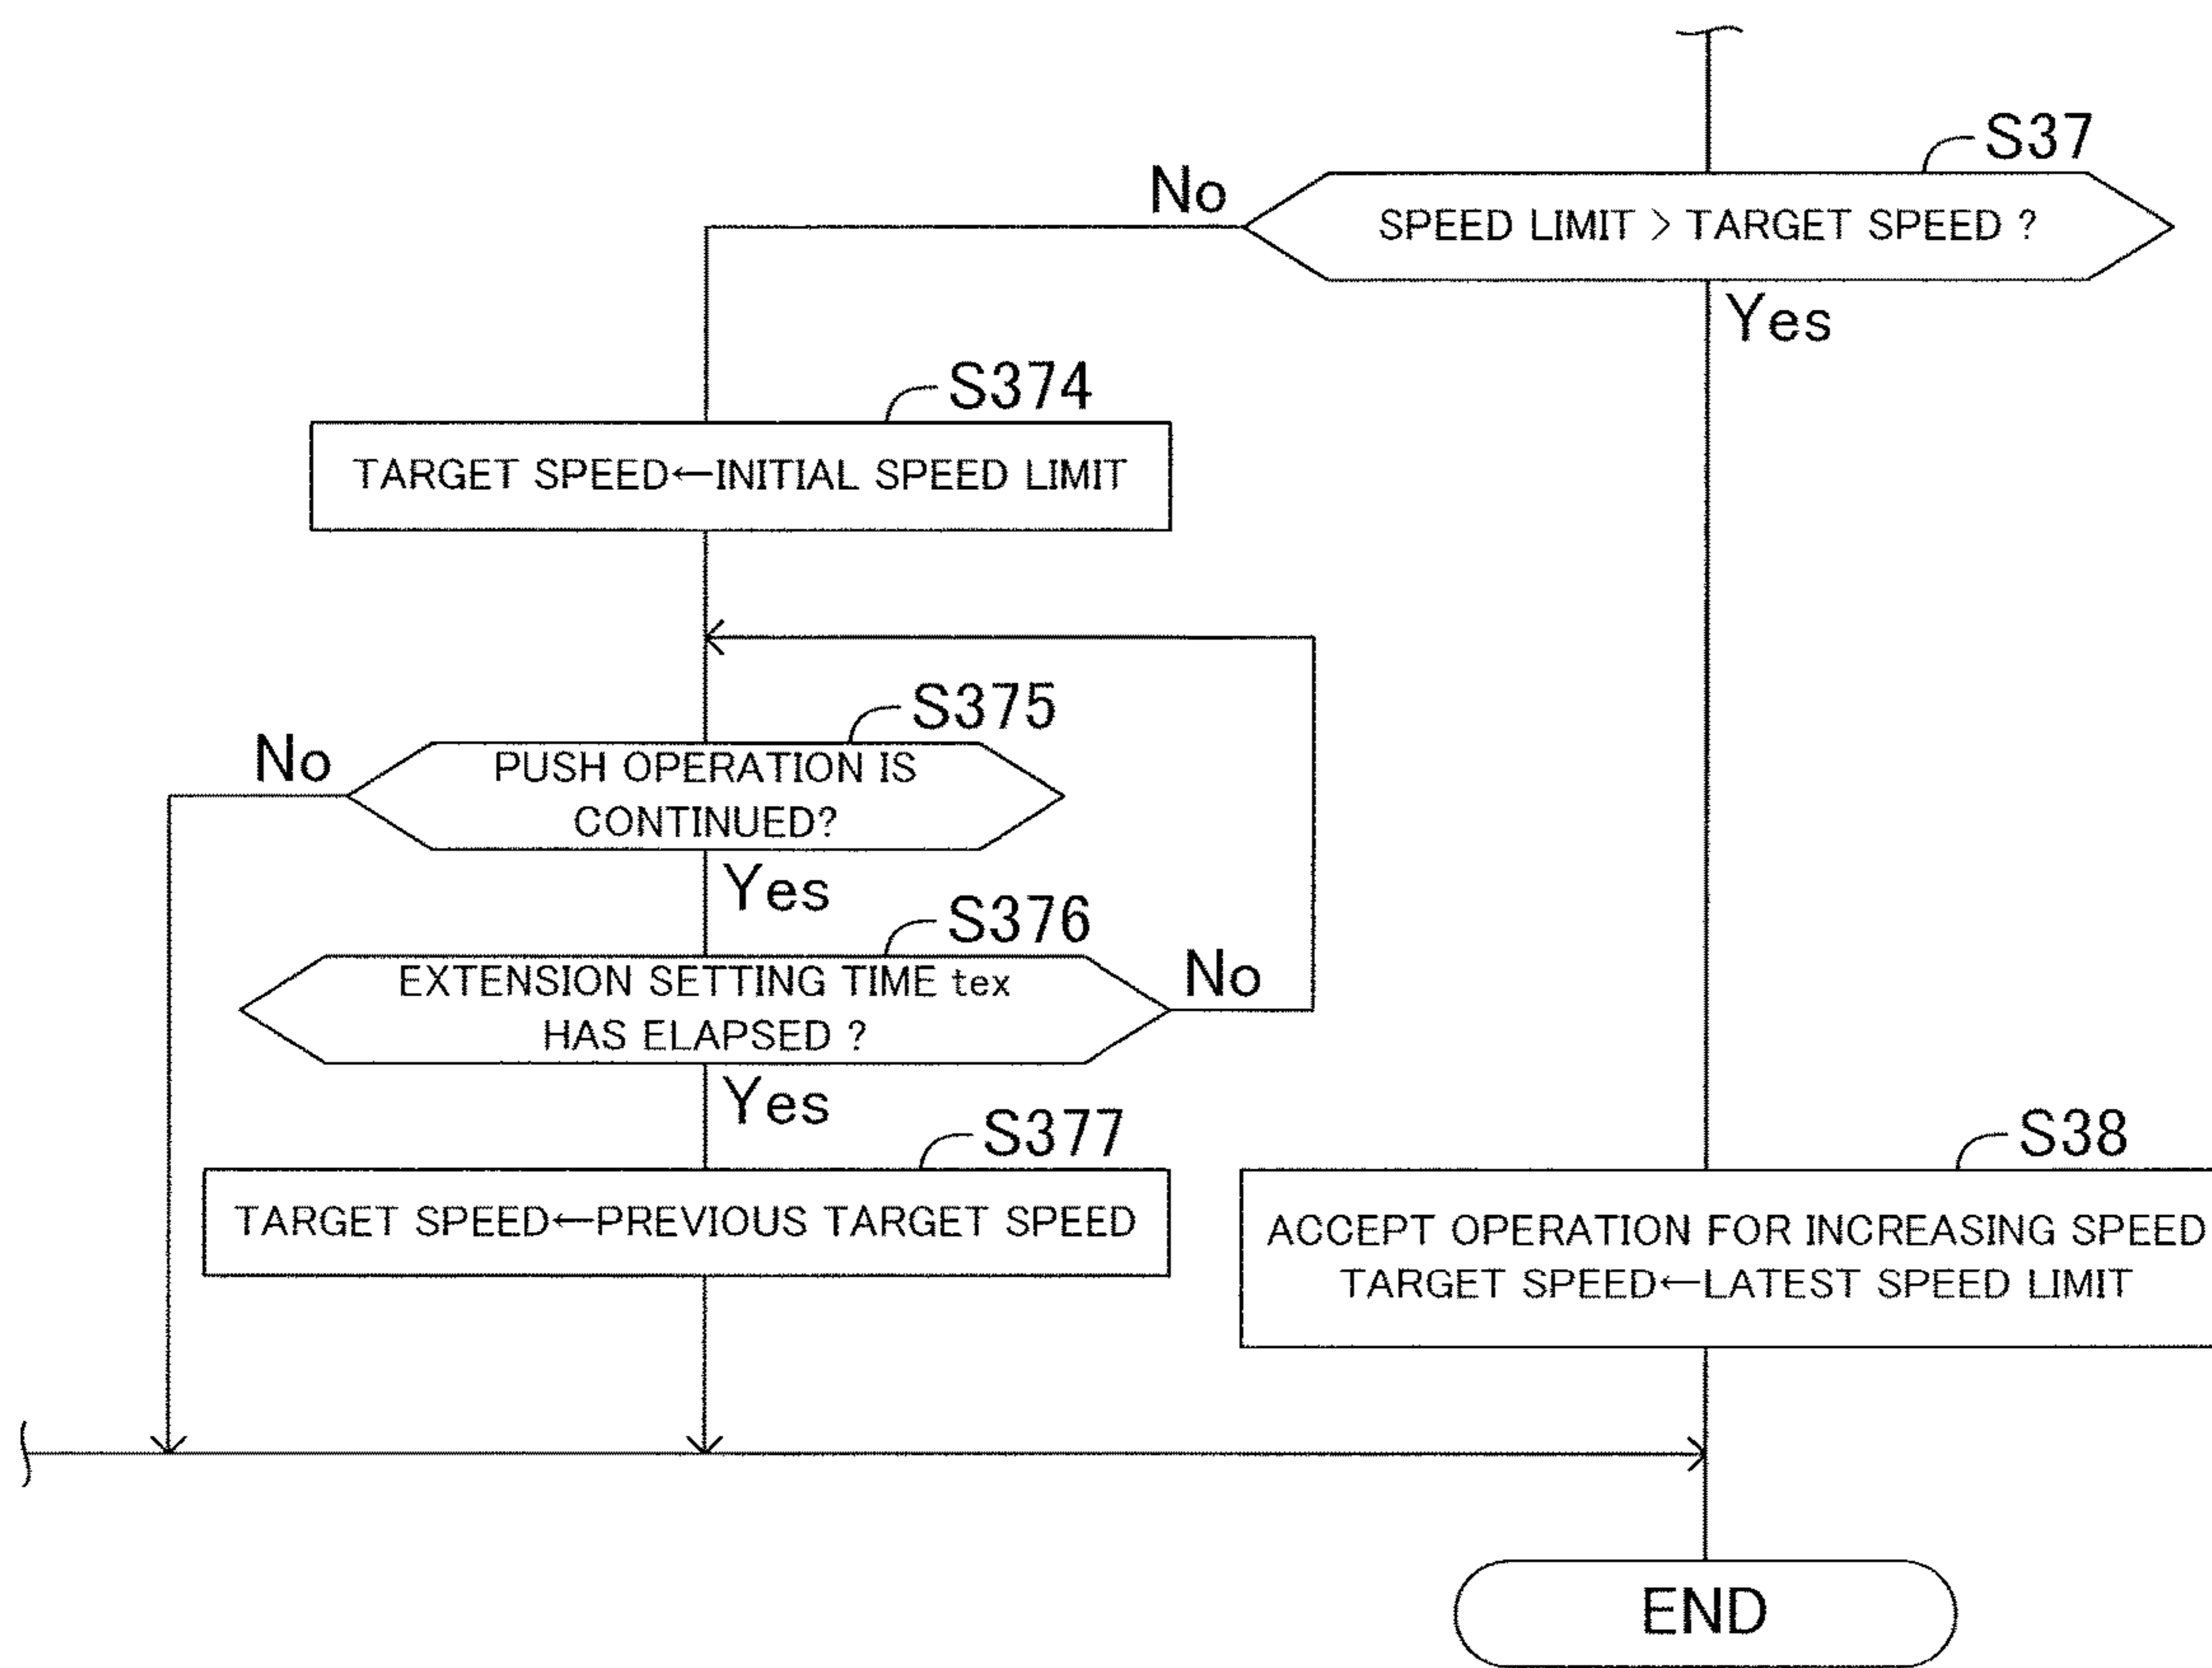 S37
No
SPEED LIMIT > TARGET SPEED ?
Yes
S374
TARGET SPEED←INITIAL SPEED LIMIT
S375
No
PUSH OPERATION IS
CONTINUED?
Yes
S376
EXTENSION SETTING TIME tex
HAS ELAPSED ?
No
Yes
S377
TARGET SPEED←PREVIOUS TARGET SPEED
S38
ACCEPT OPERATION FOR INCREASING SPEED
TARGET SPEED←LATEST SPEED LIMIT
END